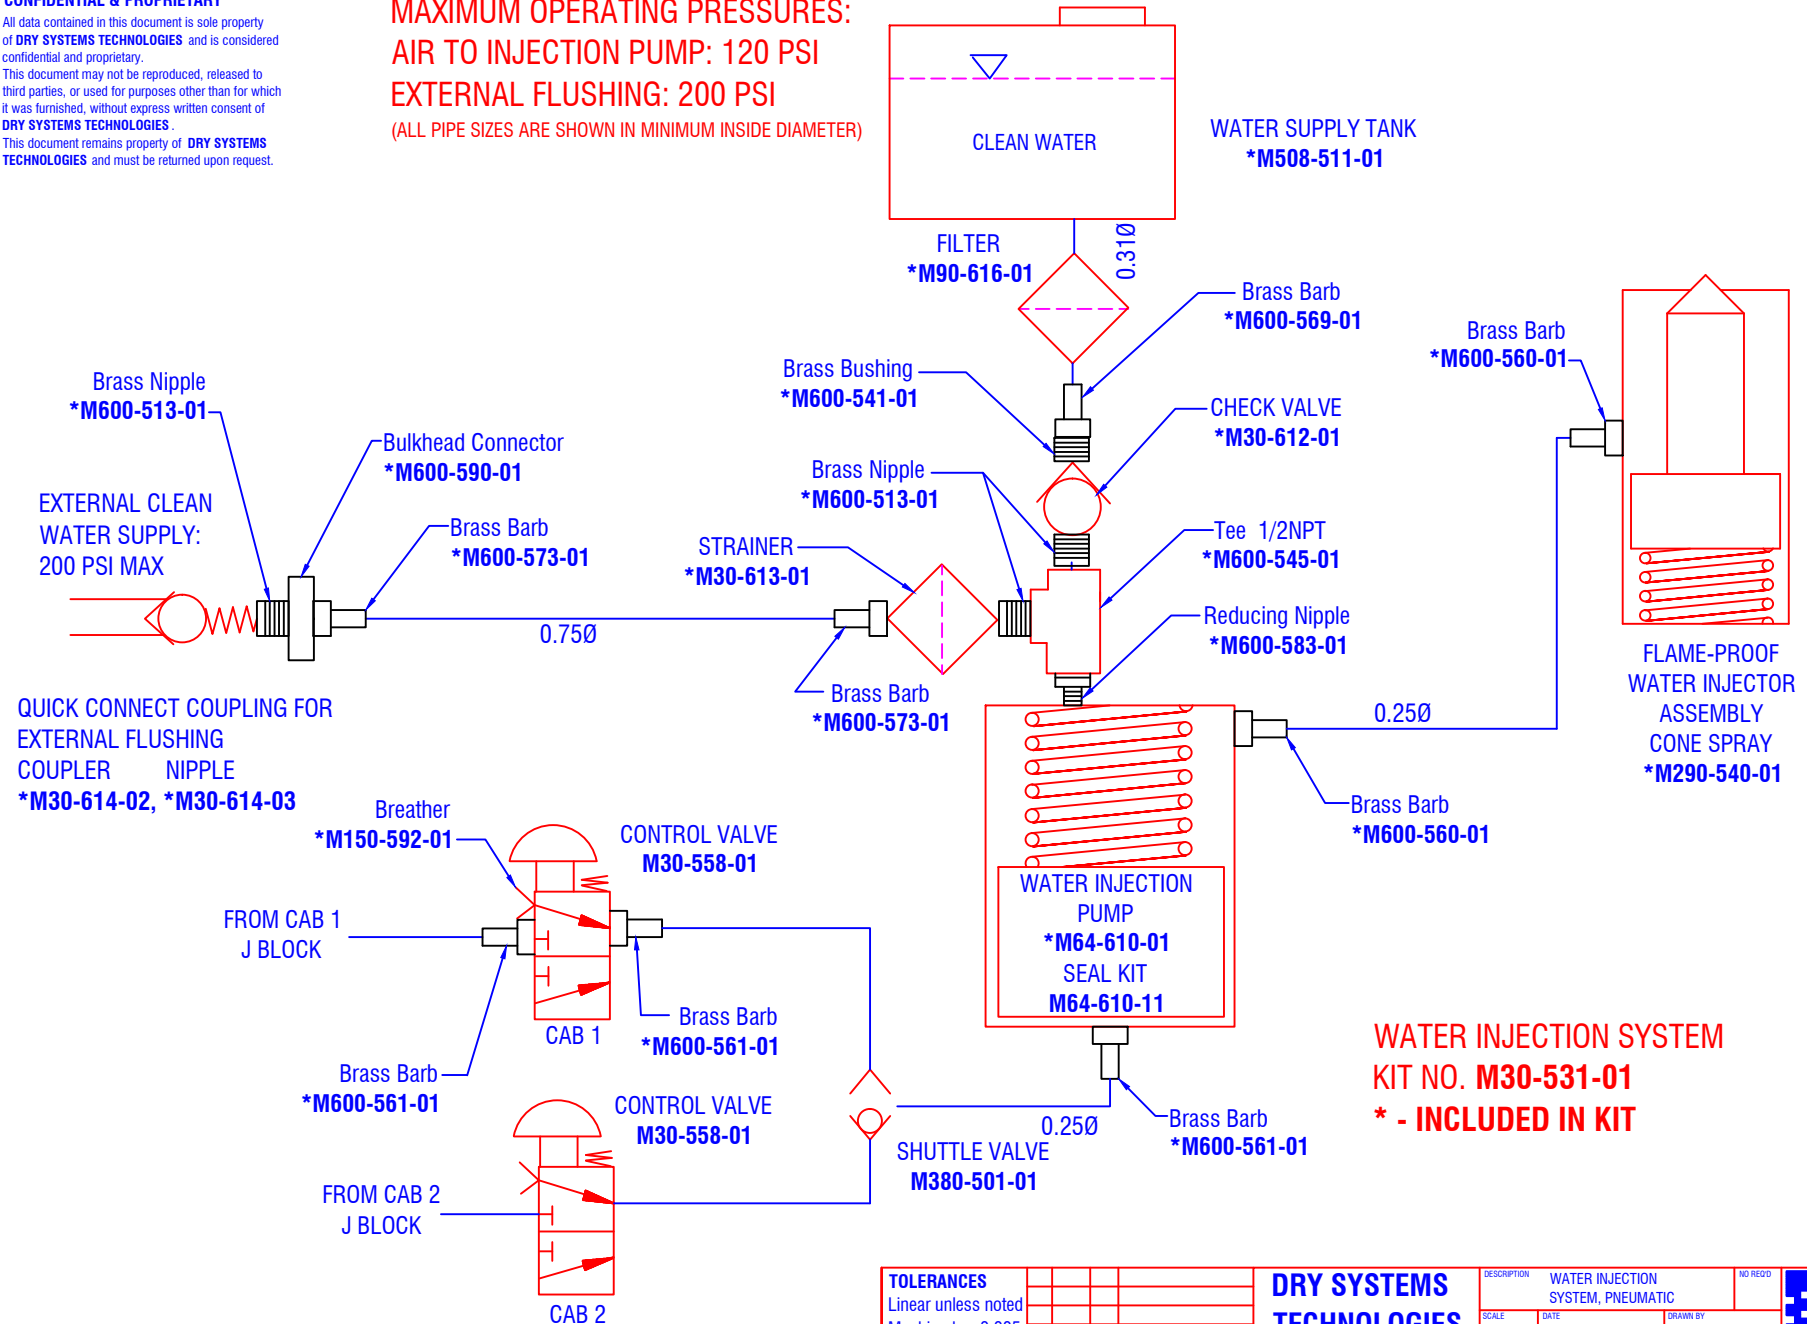 CONFIDENTIAL & PROPRIETARY
All data contained in this document is sole property
of DRY SYSTEMS TECHNOLOGIES and is considered
confidential and proprietary.
This document may not be reproduced, released to
third parties, or used for purposes other than for which
it was furnished, without express written consent of
DRY SYSTEMS TECHNOLOGIES.
This document remains property of DRY SYSTEMS
TECHNOLOGIES and must be returned upon request.
MAXIMUM OPERATING PRESSURES:
AIR TO INJECTION PUMP: 120 PSI
EXTERNAL FLUSHING: 200 PSI
(ALL PIPE SIZES ARE SHOWN IN MINIMUM INSIDE DIAMETER)
CLEAN WATER
WATER SUPPLY TANK
*M508-511-01
FILTER
*M90-616-01
0.31Ø
Brass Barb
*M600-569-01
Brass Barb
*M600-560-01
Brass Bushing
*M600-541-01
CHECK VALVE
*M30-612-01
Brass Nipple
*M600-513-01
Bulkhead Connector
*M600-590-01
Brass Nipple
*M600-513-01
EXTERNAL CLEAN
WATER SUPPLY:
200 PSI MAX
Brass Barb
*M600-573-01
STRAINER
*M30-613-01
Tee 1/2NPT
*M600-545-01
0.75Ø
Reducing Nipple
*M600-583-01
Brass Barb
*M600-573-01
FLAME-PROOF
WATER INJECTOR
ASSEMBLY
CONE SPRAY
*M290-540-01
0.25Ø
QUICK CONNECT COUPLING FOR
EXTERNAL FLUSHING
COUPLER NIPPLE
*M30-614-02, *M30-614-03
Breather
*M150-592-01
CONTROL VALVE
M30-558-01
Brass Barb
*M600-560-01
WATER INJECTION
PUMP
*M64-610-01
SEAL KIT
M64-610-11
FROM CAB 1
J BLOCK
CAB 1
Brass Barb
*M600-561-01
Brass Barb
*M600-561-01
WATER INJECTION SYSTEM
KIT NO. M30-531-01
* - INCLUDED IN KIT
CONTROL VALVE
M30-558-01
0.25Ø
Brass Barb
*M600-561-01
SHUTTLE VALVE
M380-501-01
FROM CAB 2
J BLOCK
CAB 2
TOLERANCES
Linear unless noted
DRY SYSTEMS
TECHNOLOGIES
DESCRIPTION
WATER INJECTION
SYSTEM, PNEUMATIC
NO REQ'D
SCALE
DATE
DRAWN BY